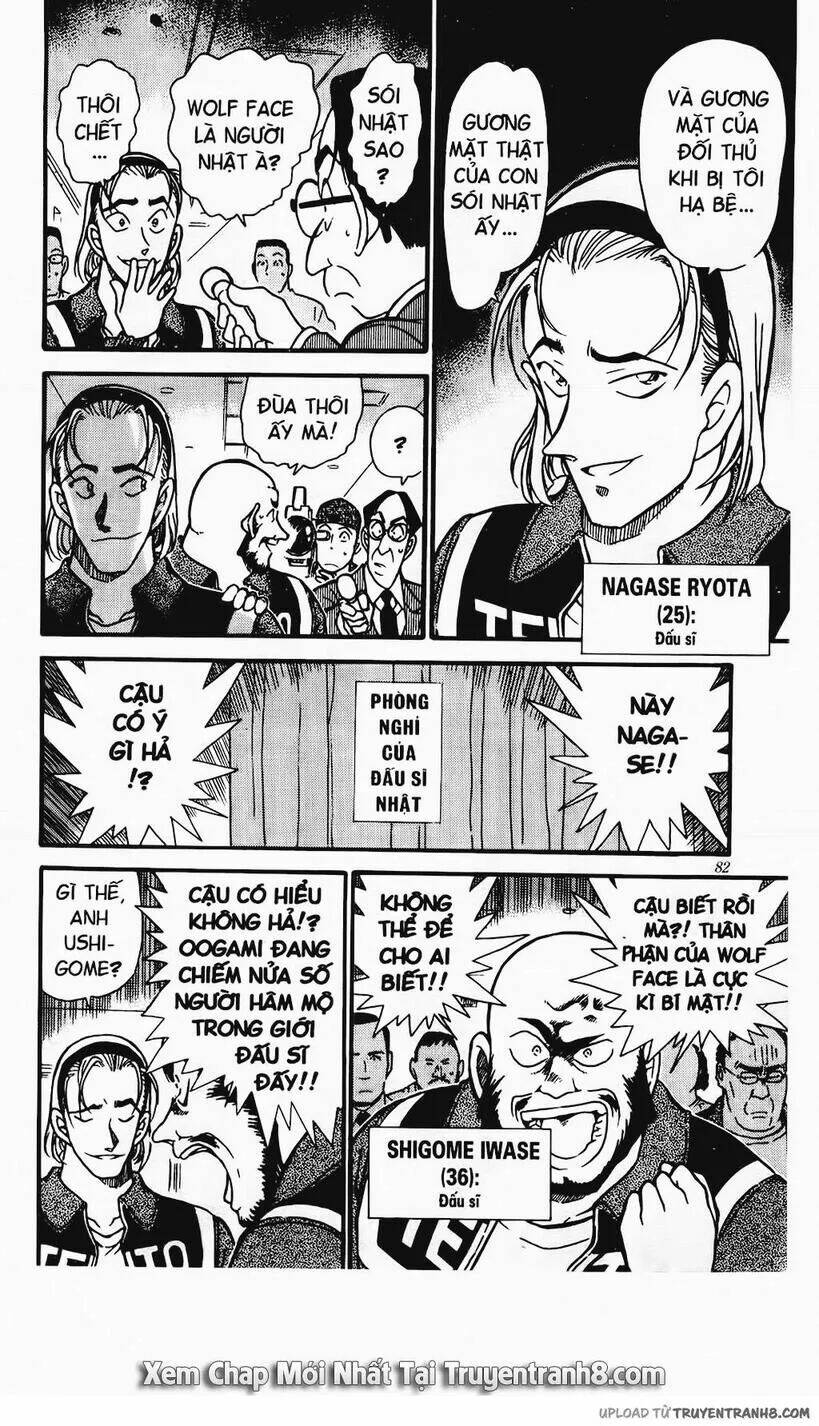 VÀ GƯƠNG
MẶT CỦA
ĐỐI THỦ
KHI BỊ TÔI
HẠ BỆ...
GƯƠNG
MẶT THẬT
CỦA CON
SÓI NHẬT
ẤY...
NAGASE RYOTA
(25):
Đấu sĩ
SÓI
NHẬT
SAO
?
WOLF FACE
LÀ NGƯỜI
NHẬT À?
THÔI
CHẾT
...
?
ĐÙA THÔI
ẤY MÀ!
NÀY
NAGA-
SE!!
PHÒNG
NGHỈ
CỦA
ĐẤU SĨ
NHẬT
CẬU
CÓ Ý
GÌ HẢ
!?
82
CẬU BIẾT RỒI
MÀ?! THÂN
PHẬN CỦA WOLF
FACE LÀ CỰC
KÌ BÍ MẬT!!
KHÔNG
THỂ ĐỂ
CHO AI
BIẾT!!
SHIGOME IWASE
(36):
Đấu sĩ
CẬU CÓ HIỂU
KHÔNG HẢ!?
OOGAMI ĐANG
CHIẾM NỬA SỐ
NGƯỜI HÂM MỘ
TRONG GIỚI
ĐẤU SĨ
ĐẤY!!
GÌ THẾ,
ANH
USHI-
GOME?
Xem Chap Mới Nhất Tại Truyentranh8.com
UPLOAD TỪ TRUYENTRANH8.COM